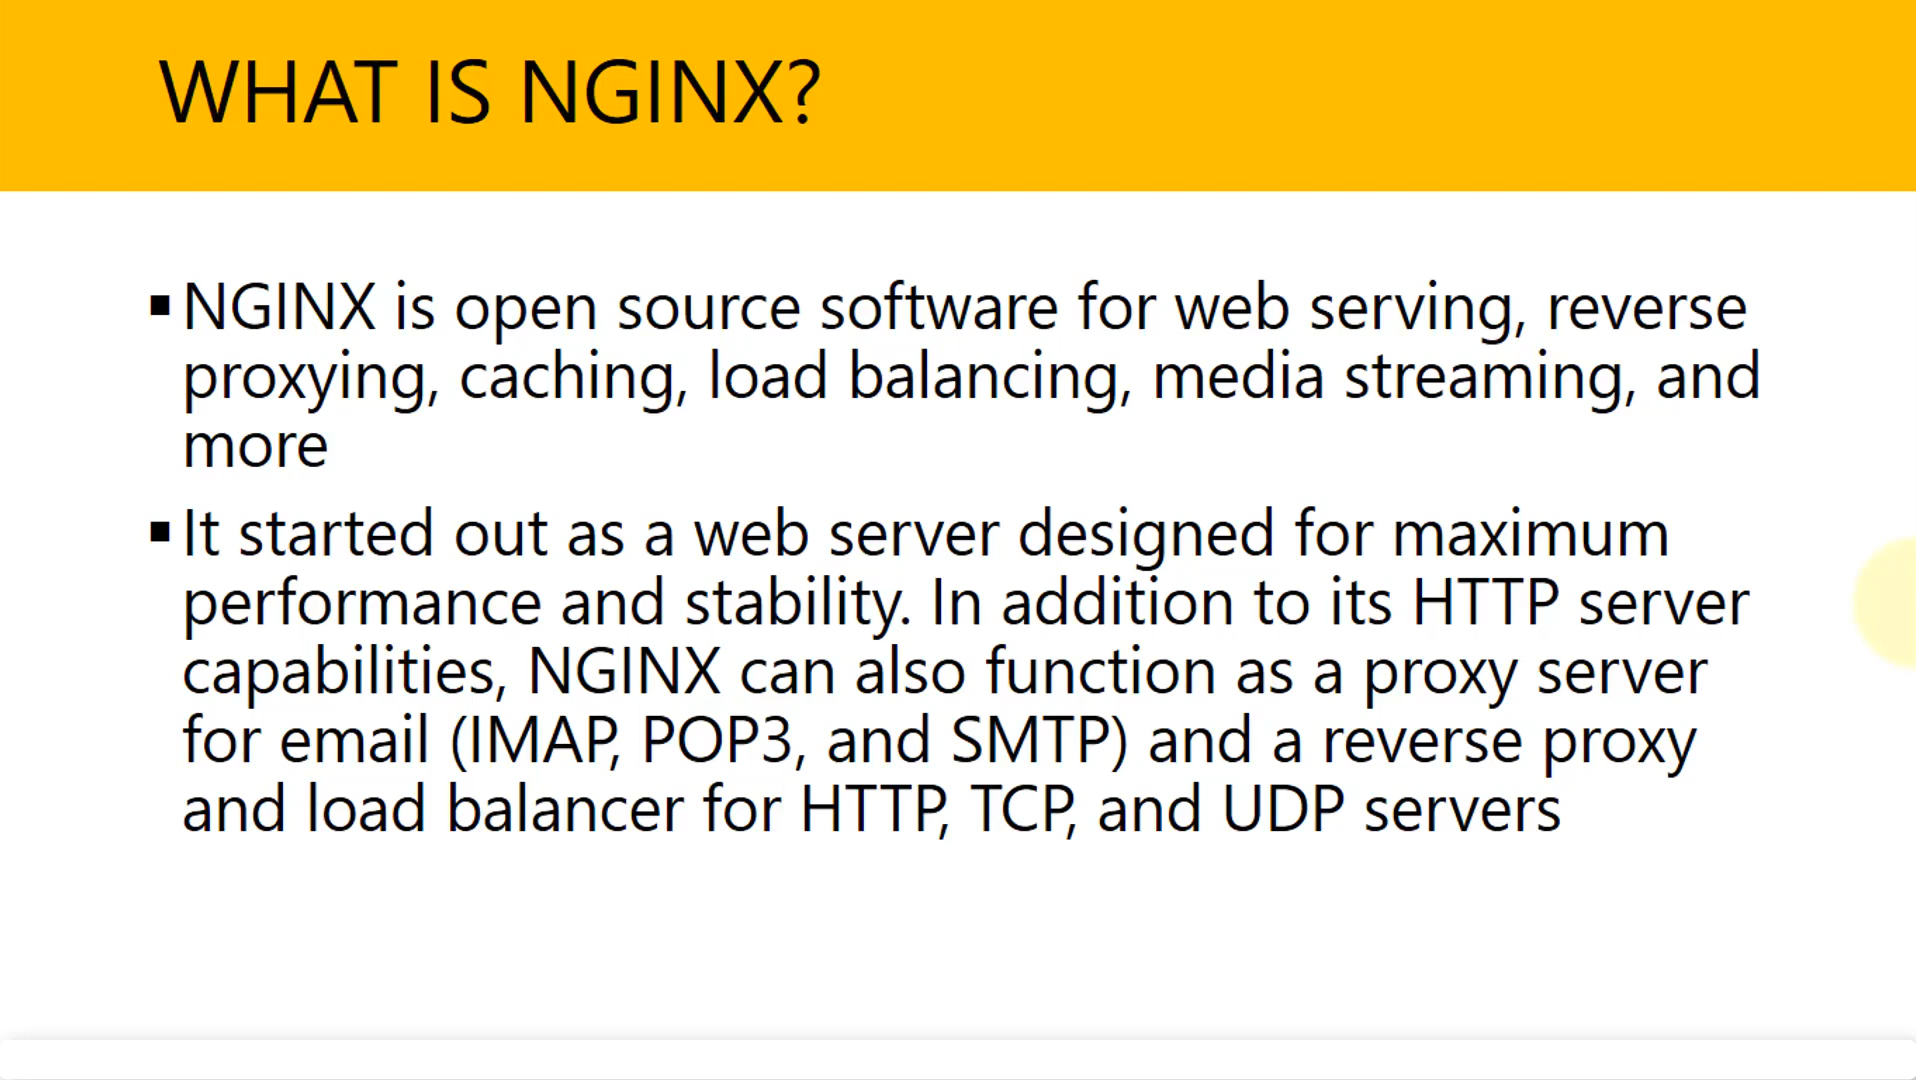 WHAT IS NGINX?
▪NGINX is open source software for web serving, reverse
proxying, caching, load balancing, media streaming, and
more
▪It started out as a web server designed for maximum
performance and stability. In addition to its HTTP server
capabilities, NGINX can also function as a proxy server
for email (IMAP, POP3, and SMTP) and a reverse proxy
and load balancer for HTTP, TCP, and UDP servers